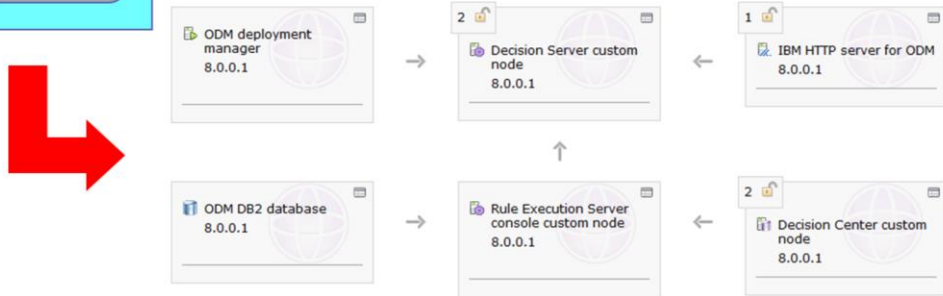 ODM deployment
manager
8.0.0.1
2
Decision Server custom
node
8.0.0.1
1
IBM HTTP server for ODM
8.0.0.1
ODM DB2 database
8.0.0.1
Rule Execution Server
console custom node
8.0.0.1
2
Decision Center custom
node
8.0.0.1